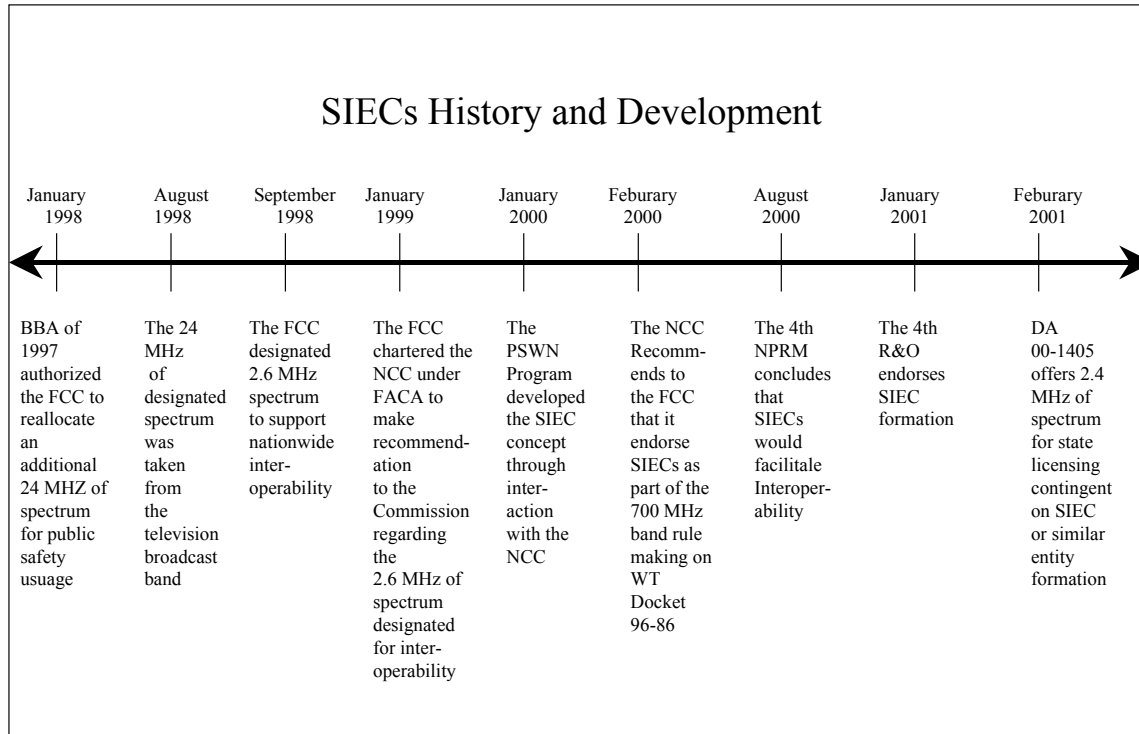 SIECs History and Development
January
1998
August
1998
September
1998
January
1999
January
2000
Feburary
2000
August
2000
January
2001
Feburary
2001
BBA of
1997
authorized
the FCC to
reallocate
an
additional
24 MHZ of
spectrum
for public
safety
usuage
The 24
MHz
of
designated
spectrum
was
taken
from
the
television
broadcast
band
The FCC
designated
2.6 MHz
spectrum
to support
nationwide
inter-
operability
The FCC
chartered the
NCC under
FACA to
make
recommend-
ation
to the
Commission
regarding
the
2.6 MHz of
spectrum
designated
for inter-
operability
The
PSWN
Program
developed
the SIEC
concept
through
inter-
action
with the
NCC
The NCC
Recomm-
ends to
the FCC
that it
endorse
SIECs as
part of the
700 MHz
band rule
making on
WT
Docket
96-86
The 4th
NPRM
concludes
that
SIECs
would
facilitale
Interoper-
ability
The 4th
R&O
endorses
SIEC
formation
DA
00-1405
offers 2.4
MHz of
spectrum
for state
licensing
contingent
on SIEC
or similar
entity
formation